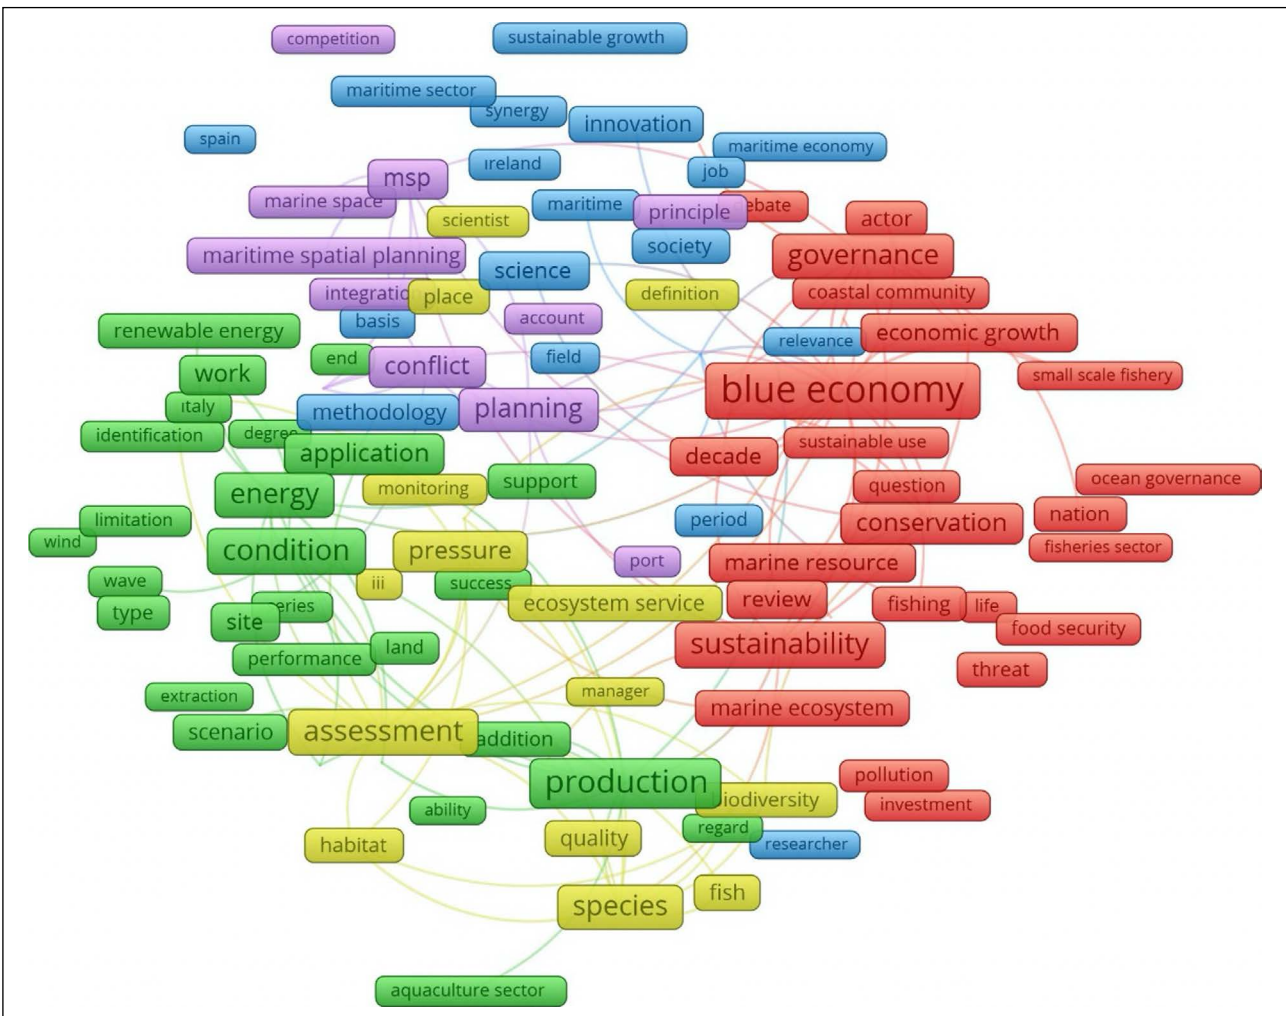 competition
sustainable growth
maritime sector
synergy
innovation
spain
maritime economy
ireland
job
msp
marine space
maritime
principle
ebate
scientist
actor
society
governance
maritime spatial planning
science
integratio
place
definition
coastal community
account
basis
renewable energy
economic growth
relevance
end
field
conflict
work
small scale fishery
blue economy
italy
methodology
planning
identification
degree
sustainable use
application
decade
ocean governance
support
monitoring
question
energy
nation
limitation
period
conservation
wind
condition
pressure
fisheries sector
port
marine resource
wave
iii
success
type
eries
ecosystem service
review
fishing
life
site
food security
land
sustainability
performance
threat
extraction
manager
marine ecosystem
scenario
assessment
addition
production
pollution
iodiversity
investment
ability
regard
quality
habitat
researcher
fish
species
aquaculture sector